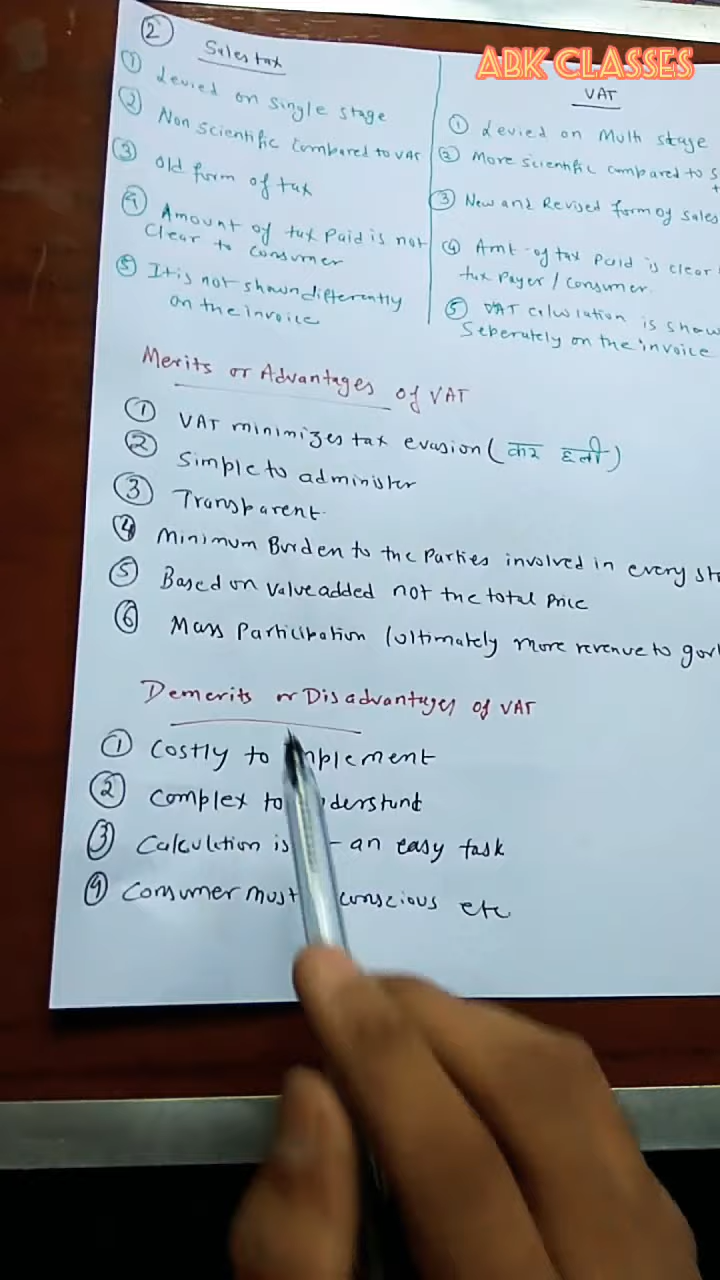 ABK CLASSES
②
Sales tax
① Levied on single stage
② Non scientific compared to VAT
③ Old form of tax
④ Amount of tax paid is not
clear to consumer
⑤ It is not shown differently
on the invoice
VAT
① Levied on Multi stage
② More scientific compared to
③ New and Revised form of sales
④ Amt. of tax paid is clear
tax payer / consumer.
⑤ VAT calculation is
Seberately on the invoice
Merits or Advantages of VAT
① VAT minimizes tax evasion (कर छली)
② Simple to administer
③ Transparent.
④ Minimum Burden to the Parties involved in every
⑤ Based on value added not the total Price
⑥ Mass Participation (ultimately more revenue to
Demerits or Disadvantages of VAT
① Costly to implement
② Complex to
③ Calculation is an easy task
④ Consumer must conscious etc